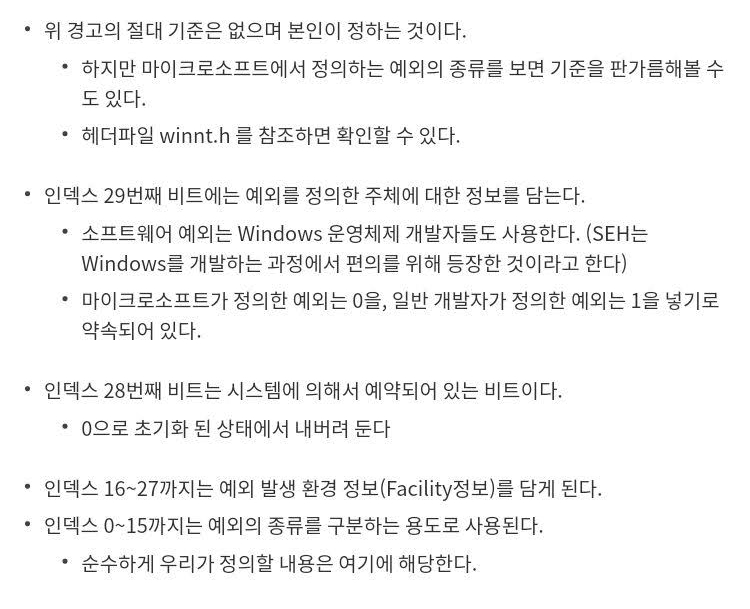 • 위 경고의 절대 기준은 없으며 본인이 정하는 것이다.
• 하지만 마이크로소프트에서 정의하는 예외의 종류를 보면 기준을 판가름해볼 수
도 있다.
• 헤더파일 winnt.h 를 참조하면 확인할 수 있다.
• 인덱스 29번째 비트에는 예외를 정의한 주체에 대한 정보를 담는다.
• 소프트웨어 예외는 Windows 운영체제 개발자들도 사용한다. (SEH는
Windows를 개발하는 과정에서 편의를 위해 등장한 것이라고 한다)
• 마이크로소프트가 정의한 예외는 0을, 일반 개발자가 정의한 예외는 1을 넣기로
약속되어 있다.
• 인덱스 28번째 비트는 시스템에 의해서 예약되어 있는 비트이다.
• 0으로 초기화 된 상태에서 내버려 둔다
• 인덱스 16~27까지는 예외 발생 환경 정보(Facility정보)를 담게 된다.
• 인덱스 0~15까지는 예외의 종류를 구분하는 용도로 사용된다.
• 순수하게 우리가 정의할 내용은 여기에 해당한다.